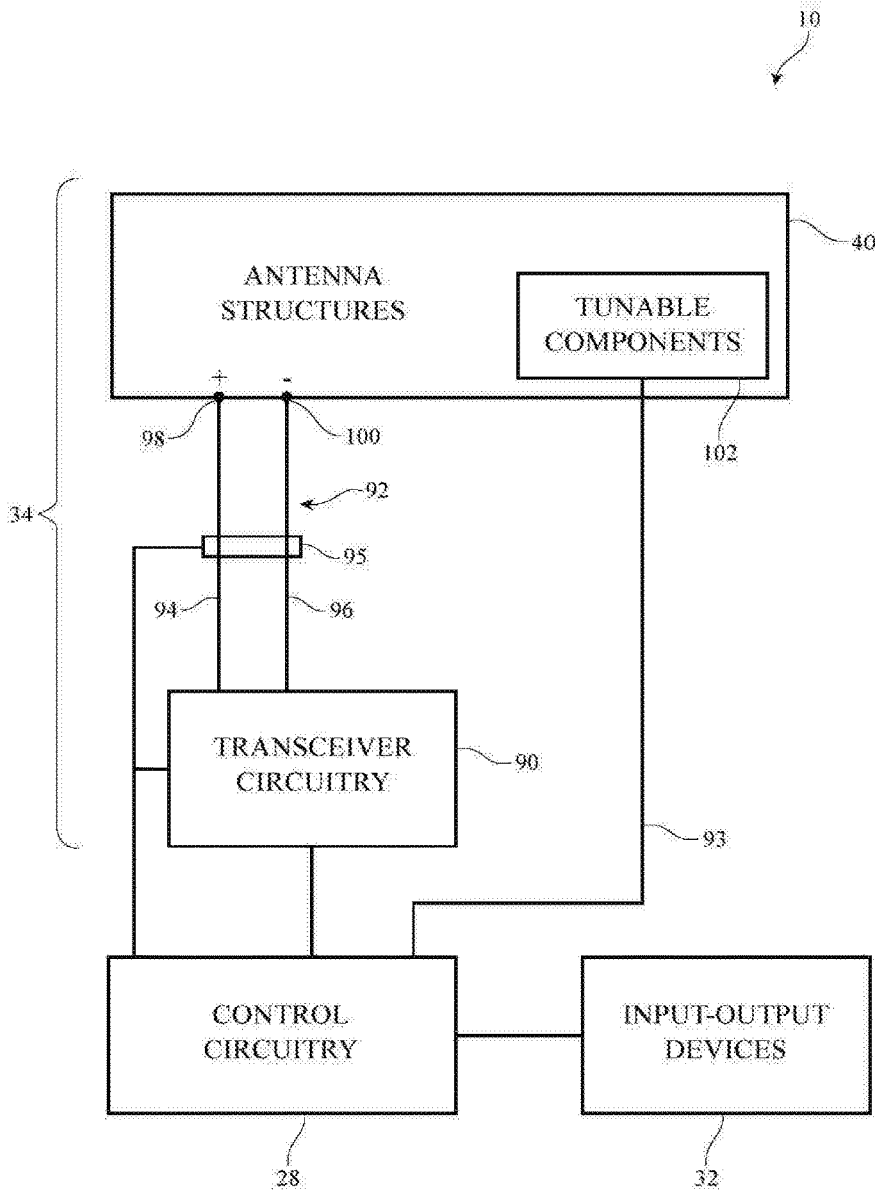 10
40
ANTENNA
STRUCTURES
TUNABLE
COMPONENTS
+
-
98
100
102
92
34
95
94
96
TRANSCEIVER
CIRCUITRY
90
93
CONTROL
CIRCUITRY
INPUT-OUTPUT
DEVICES
28
32